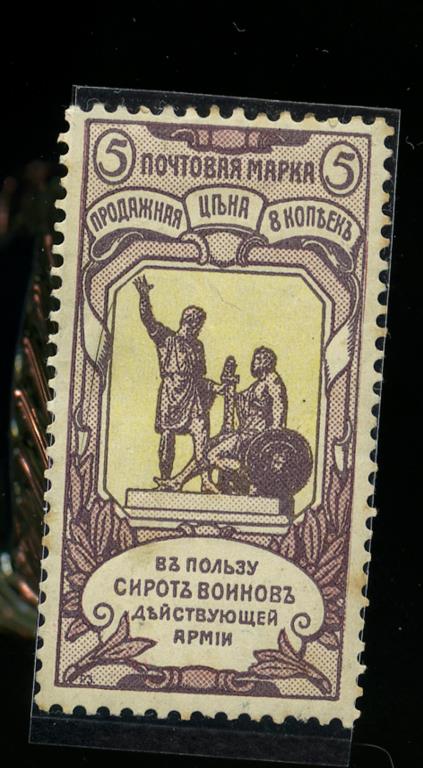 5 ПОЧТОВАЯ МАРКА 5
ПРОДАЖНАЯ ЦѢНА 8 КОПѢЕКЪ
ВЪ ПОЛЬЗУ
СИРОТЪ ВОИНОВЪ
ДѢЙСТВУЮЩЕЙ
АРМІИ